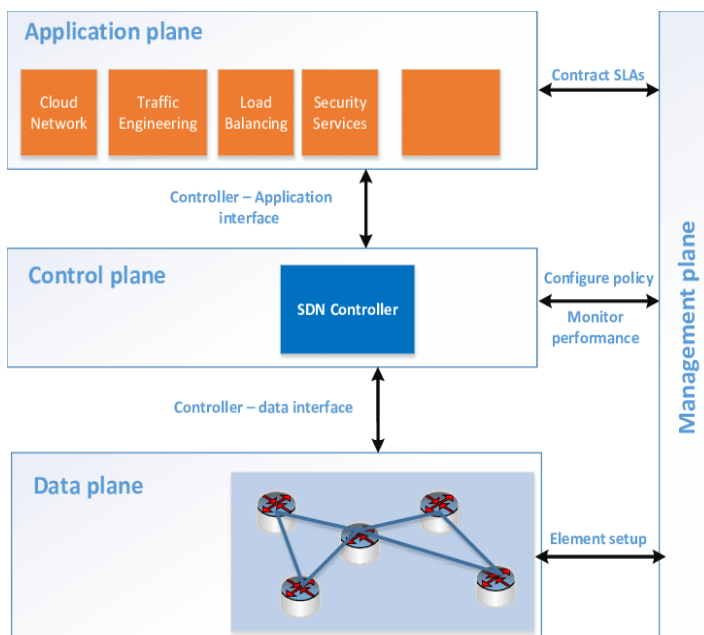 Application plane
Cloud
Network
Traffic
Engineering
Load
Balancing
Security
Services
Contract SLAs
Controller – Application
interface
Control plane
SDN Controller
Configure policy
Monitor
performance
Management plane
Controller – data interface
Data plane
Element setup